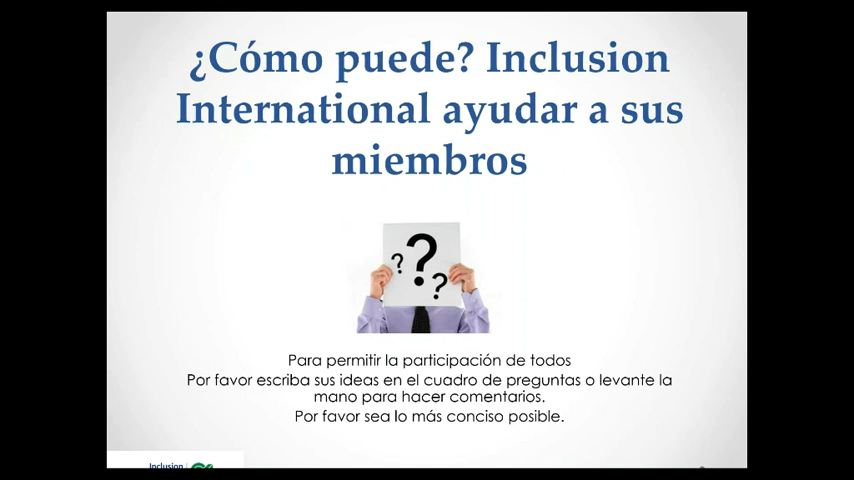 ¿Cómo puede? Inclusion
International ayudar a sus
miembros
? ? ?
Para permitir la participación de todos
Por favor escriba sus ideas en el cuadro de preguntas o levante la
mano para hacer comentarios.
Por favor sea lo más conciso posible.
Inclusion